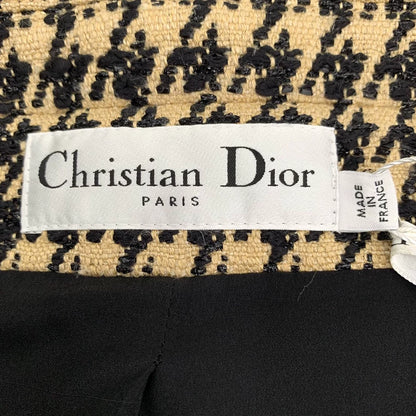 Christian Dior
PARIS
MADE
IN
FRANCE